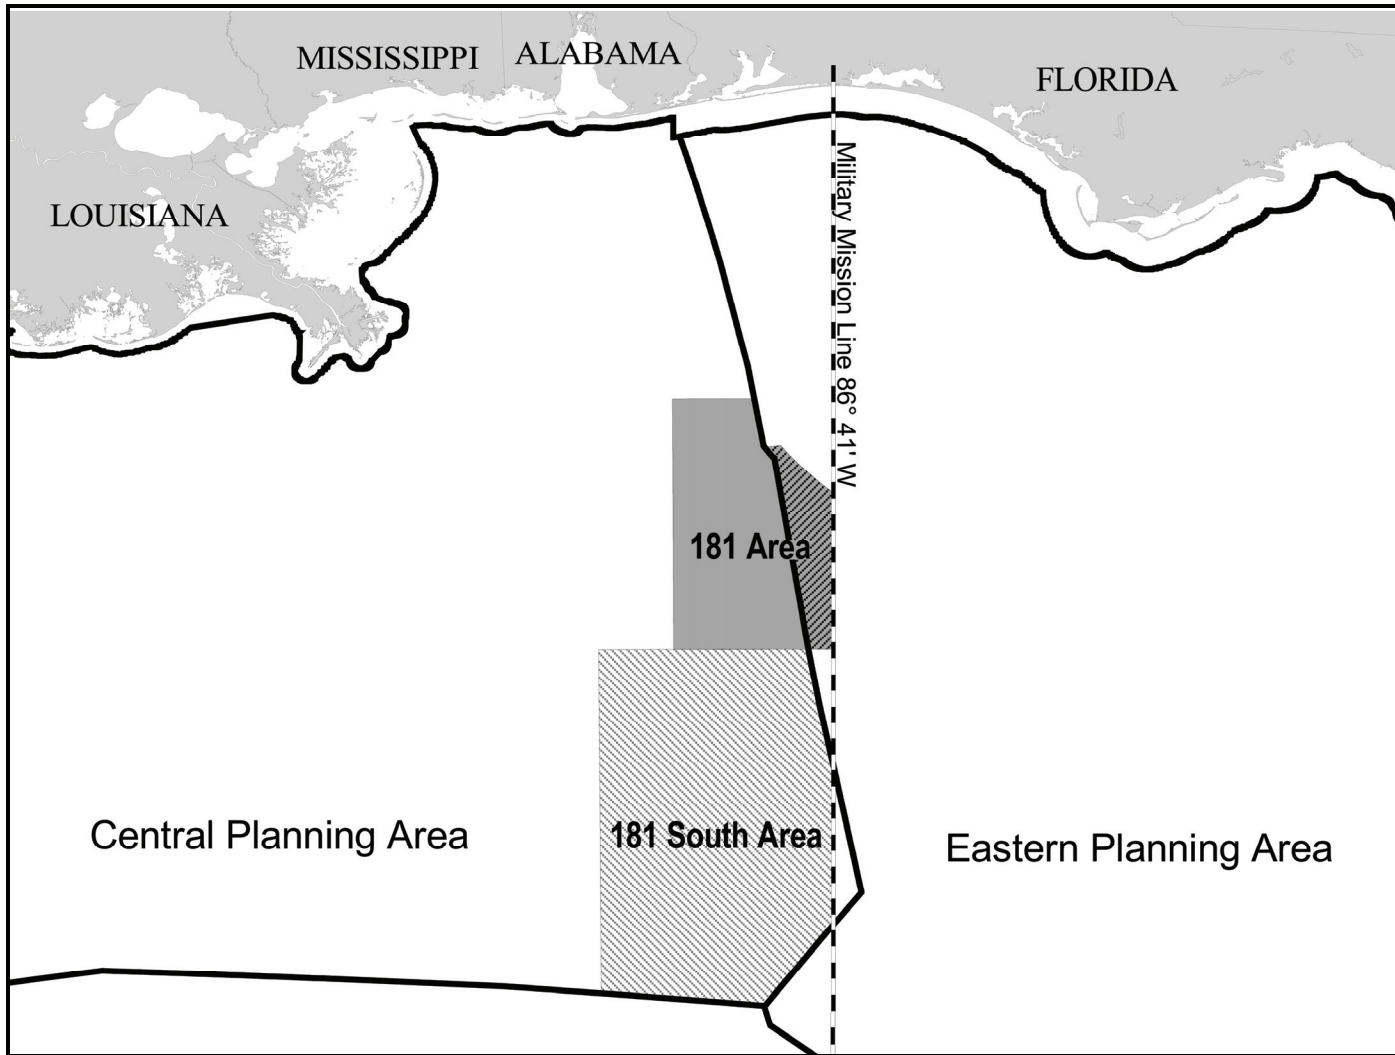 MISSISSIPPI
ALABAMA
FLORIDA
LOUISIANA
Military Mission Line 86° 41' W
181 Area
181 South Area
Central Planning Area
Eastern Planning Area